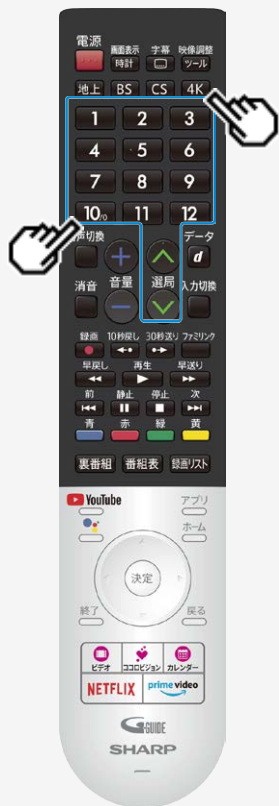 電源 画面表示 字幕 映像調整
時計 ツール
地上 BS CS 4K
1 2 3
4 5 6
7 8 9
10/0 11 12
声切換 データ
d
消音 音量 選局 入力切換
録画 10秒戻し 30秒送り ファミリンク
早戻し 再生 早送り
前 静止 停止 次
青 赤 緑 黄
裏番組 番組表 録画リスト
YouTube アプリ
ホーム
決定
終了 戻る
ビデオ ココロビジョン カレンダー
NETFLIX prime video
G-GUIDE
SHARP